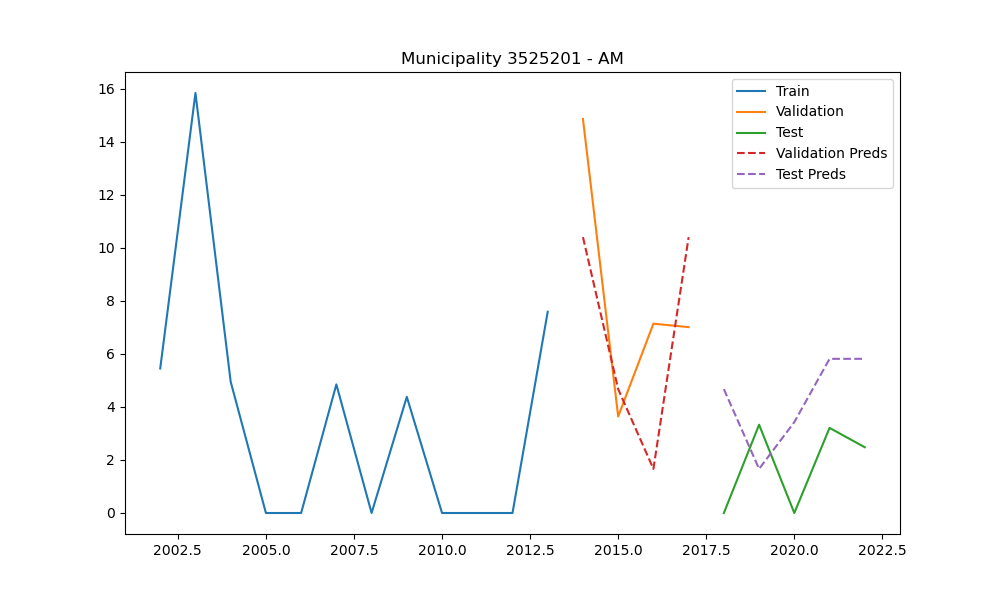 Municipality 3525201 - AM
Train
Validation
Test
Validation Preds
Test Preds
16
14
12
10
8
6
4
2
0
2002.5 2005.0 2007.5 2010.0 2012.5 2015.0 2017.5 2020.0 2022.5